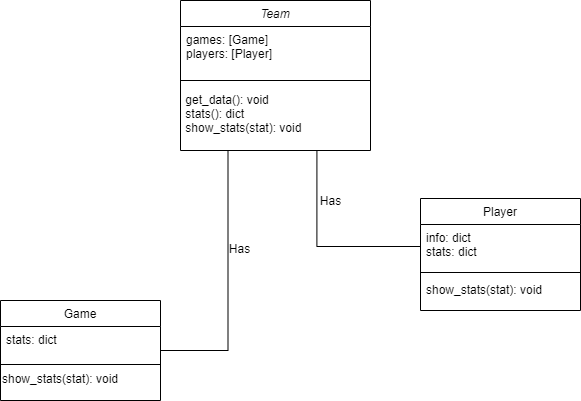 Team
games: [Game]
players: [Player]
get_data(): void
stats(): dict
show_stats(stat): void
Has
Has
Player
info: dict
stats: dict
show_stats(stat): void
Game
stats: dict
show_stats(stat): void